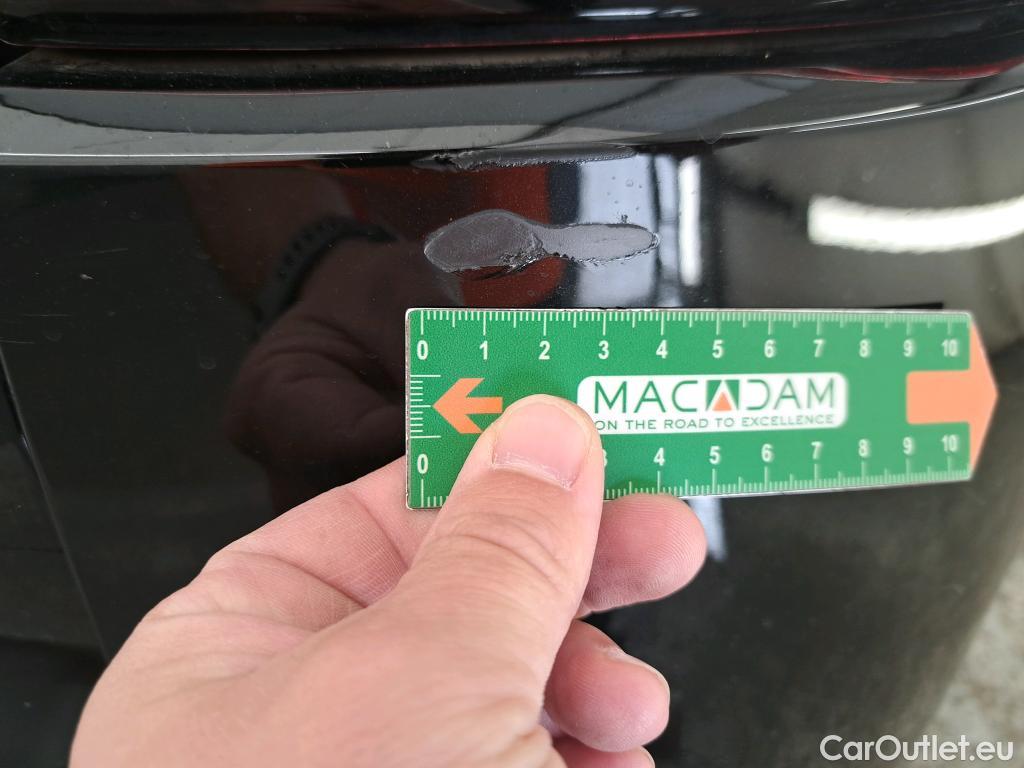 0 1 2 3 4 5 6 7 8 9 10
MACADAM
ON THE ROAD TO EXCELLENCE
0 3 4 5 6 7 8 9 10
CarOutlet.eu